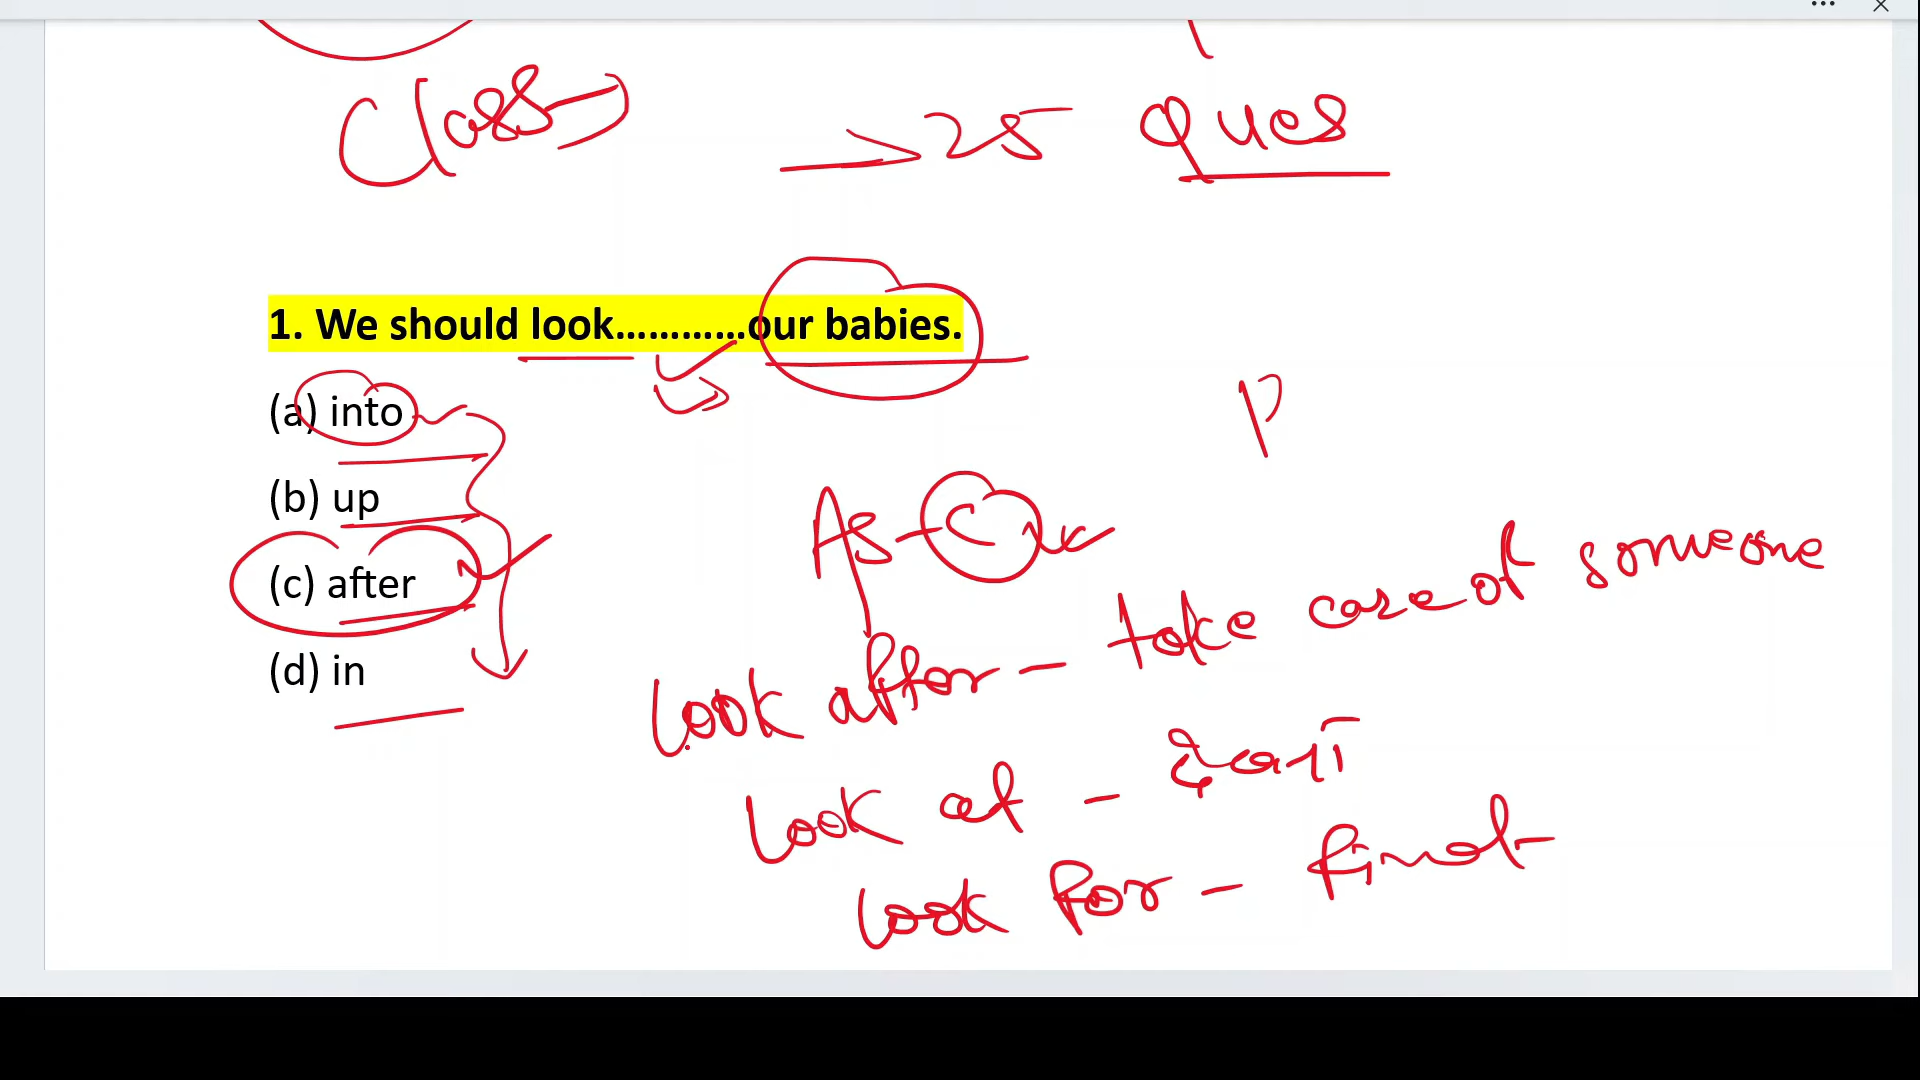 Class
→ 25 Ques
1. We should look............our babies.
(a) into
P
(b) up
As - C
(c) after
look after - take care of someone
(d) in
look at - देखना
look for - find